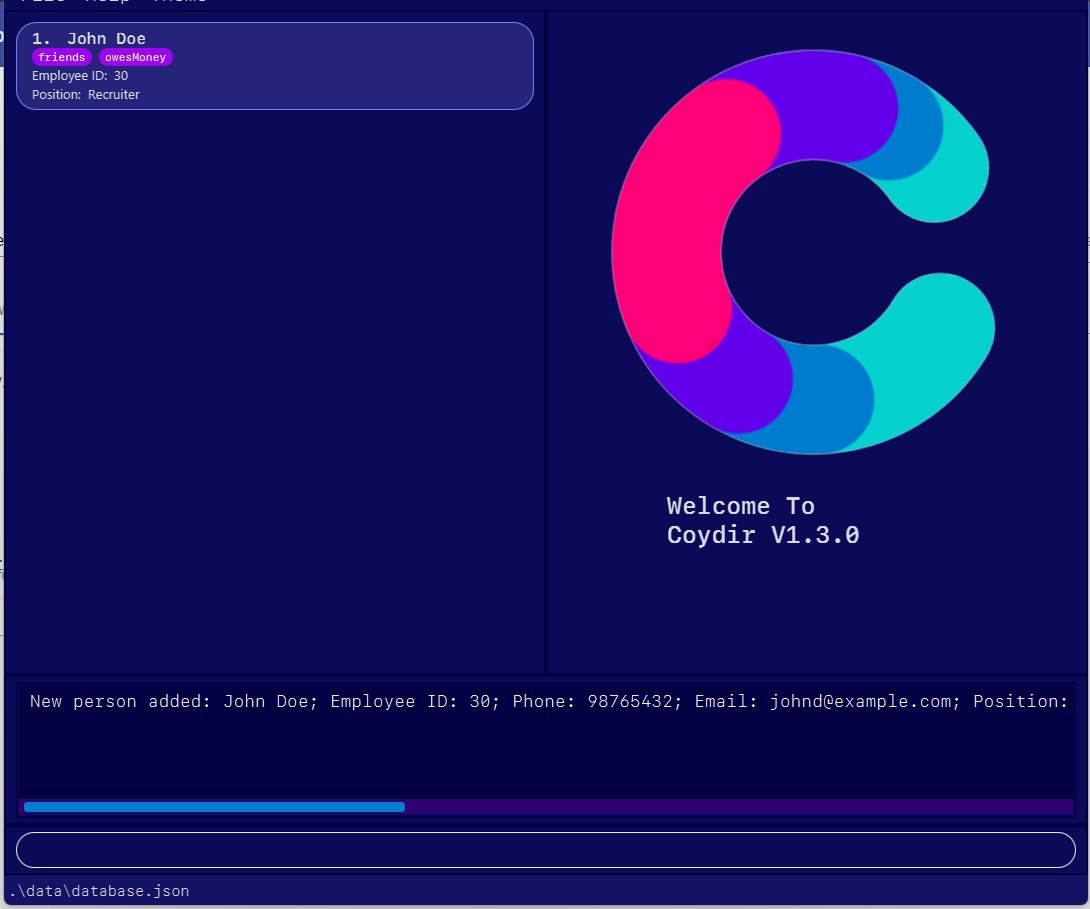 1. John Doe
friends owesMoney
Employee ID: 30
Position: Recruiter
Welcome To
Coydir V1.3.0
New person added: John Doe; Employee ID: 30; Phone: 98765432; Email: johnd@example.com; Position:
.\data\database.json